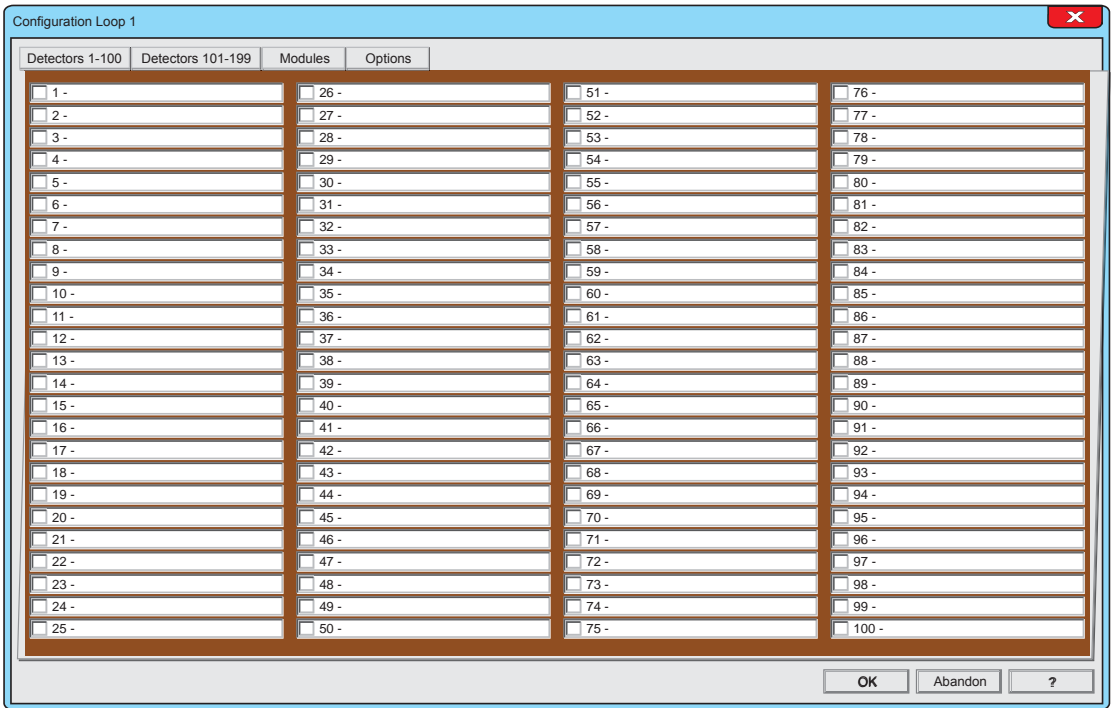 Configuration Loop 1
X
Detectors 1-100 Detectors 101-199 Modules Options
1 - 26 - 51 - 76 -
2 - 27 - 52 - 77 -
3 - 28 - 53 - 78 -
4 - 29 - 54 - 79 -
5 - 30 - 55 - 80 -
6 - 31 - 56 - 81 -
7 - 32 - 57 - 82 -
8 - 33 - 58 - 83 -
9 - 34 - 59 - 84 -
10 - 35 - 60 - 85 -
11 - 36 - 61 - 86 -
12 - 37 - 62 - 87 -
13 - 38 - 63 - 88 -
14 - 39 - 64 - 89 -
15 - 40 - 65 - 90 -
16 - 41 - 66 - 91 -
17 - 42 - 67 - 92 -
18 - 43 - 68 - 93 -
19 - 44 - 69 - 94 -
20 - 45 - 70 - 95 -
21 - 46 - 71 - 96 -
22 - 47 - 72 - 97 -
23 - 48 - 73 - 98 -
24 - 49 - 74 - 99 -
25 - 50 - 75 - 100 -
OK Abandon ?